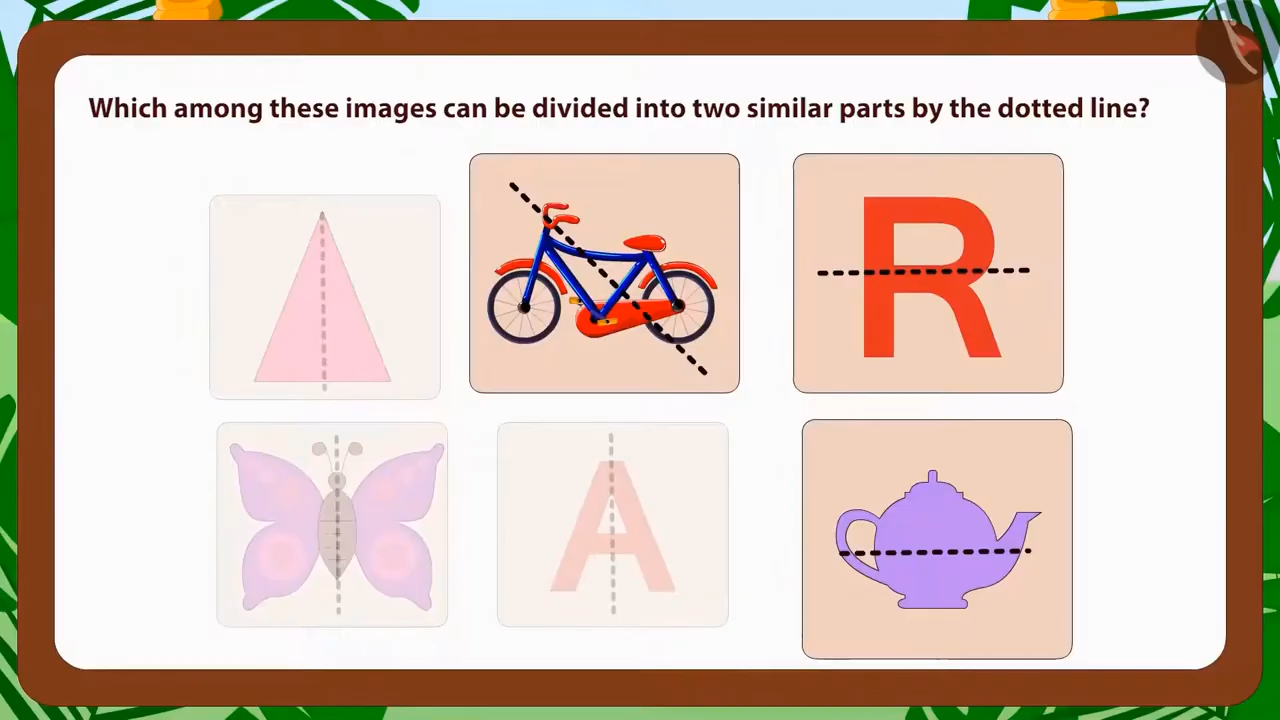 Which among these images can be divided into two similar parts by the dotted line?
R
A